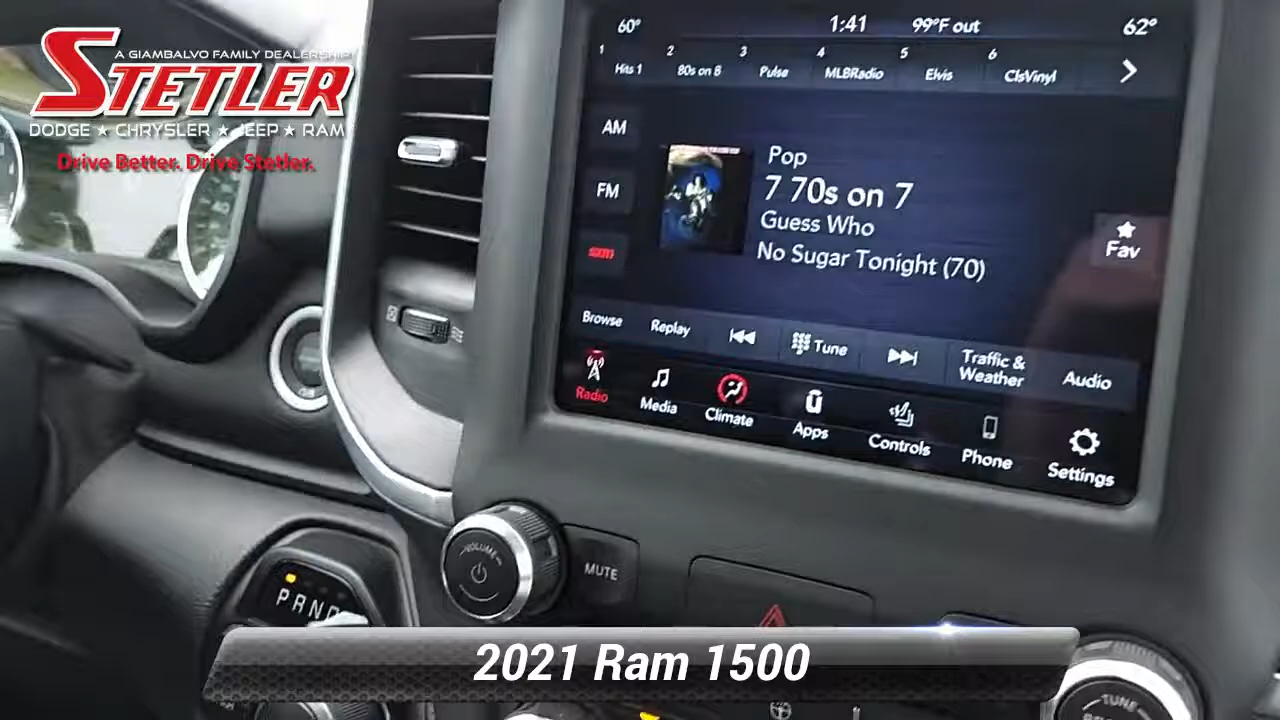 A GIAMBALVO FAMILY DEALERSHIP
STETLER
DODGE ★ CHRYSLER ★ JEEP ★ RAM
Drive Better. Drive Stetler.
60° 1:41 99°F out 62°
1 Hits 1 2 80s on 8 3 Pulse 4 MLBRadio 5 Elvis 6 ClsVinyl
AM
FM
SXM
Pop
7 70s on 7
Guess Who
No Sugar Tonight (70)
Fav
Browse Replay Tune Traffic & Weather Audio
Radio Media Climate Apps Controls Phone Settings
VOLUME
MUTE
PRND
TUNE
2021 Ram 1500